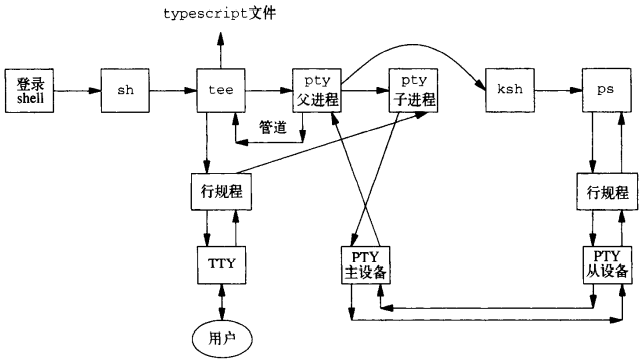 typescript文件
登录
shell
sh
tee
pty
父进程
pty
子进程
ksh
ps
管道
行规程
行规程
TTY
PTY
主设备
PTY
从设备
用户